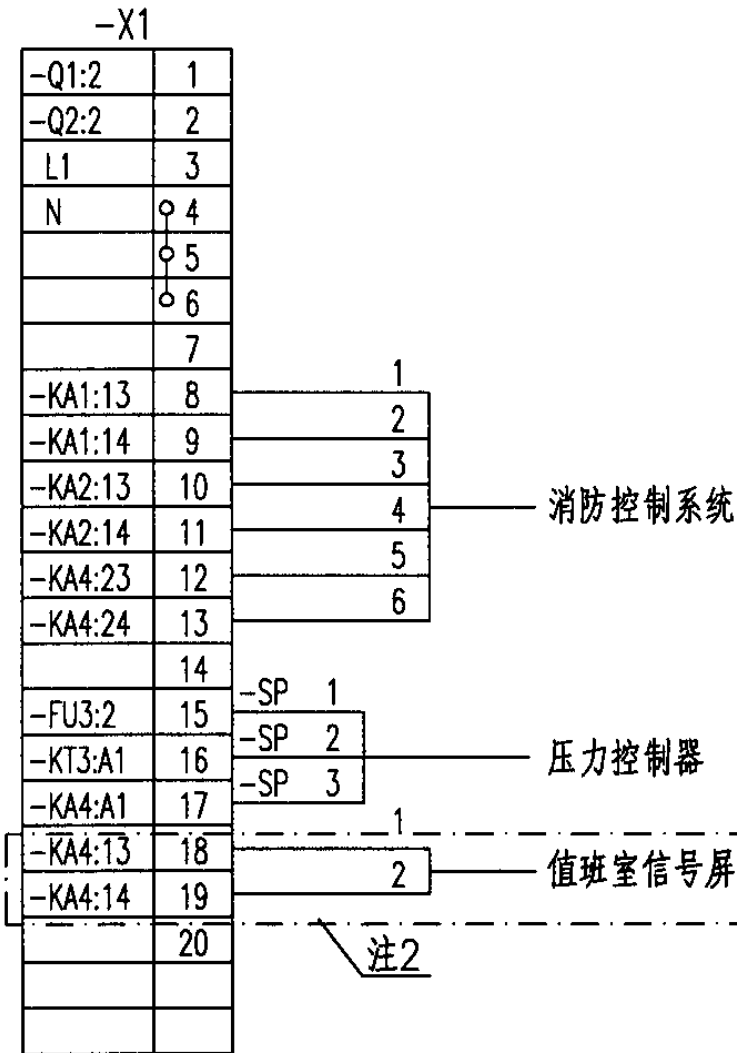 -X1
-Q1:2 1
-Q2:2 2
L1 3
N 4
5
6
7
-KA1:13 8 1
-KA1:14 9 2
-KA2:13 10 3
-KA2:14 11 4 消防控制系统
-KA4:23 12 5
-KA4:24 13 6
14
-FU3:2 15 -SP 1
-KT3:A1 16 -SP 2 压力控制器
-KA4:A1 17 -SP 3
-KA4:13 18 1
-KA4:14 19 2 值班室信号屏
20 注2